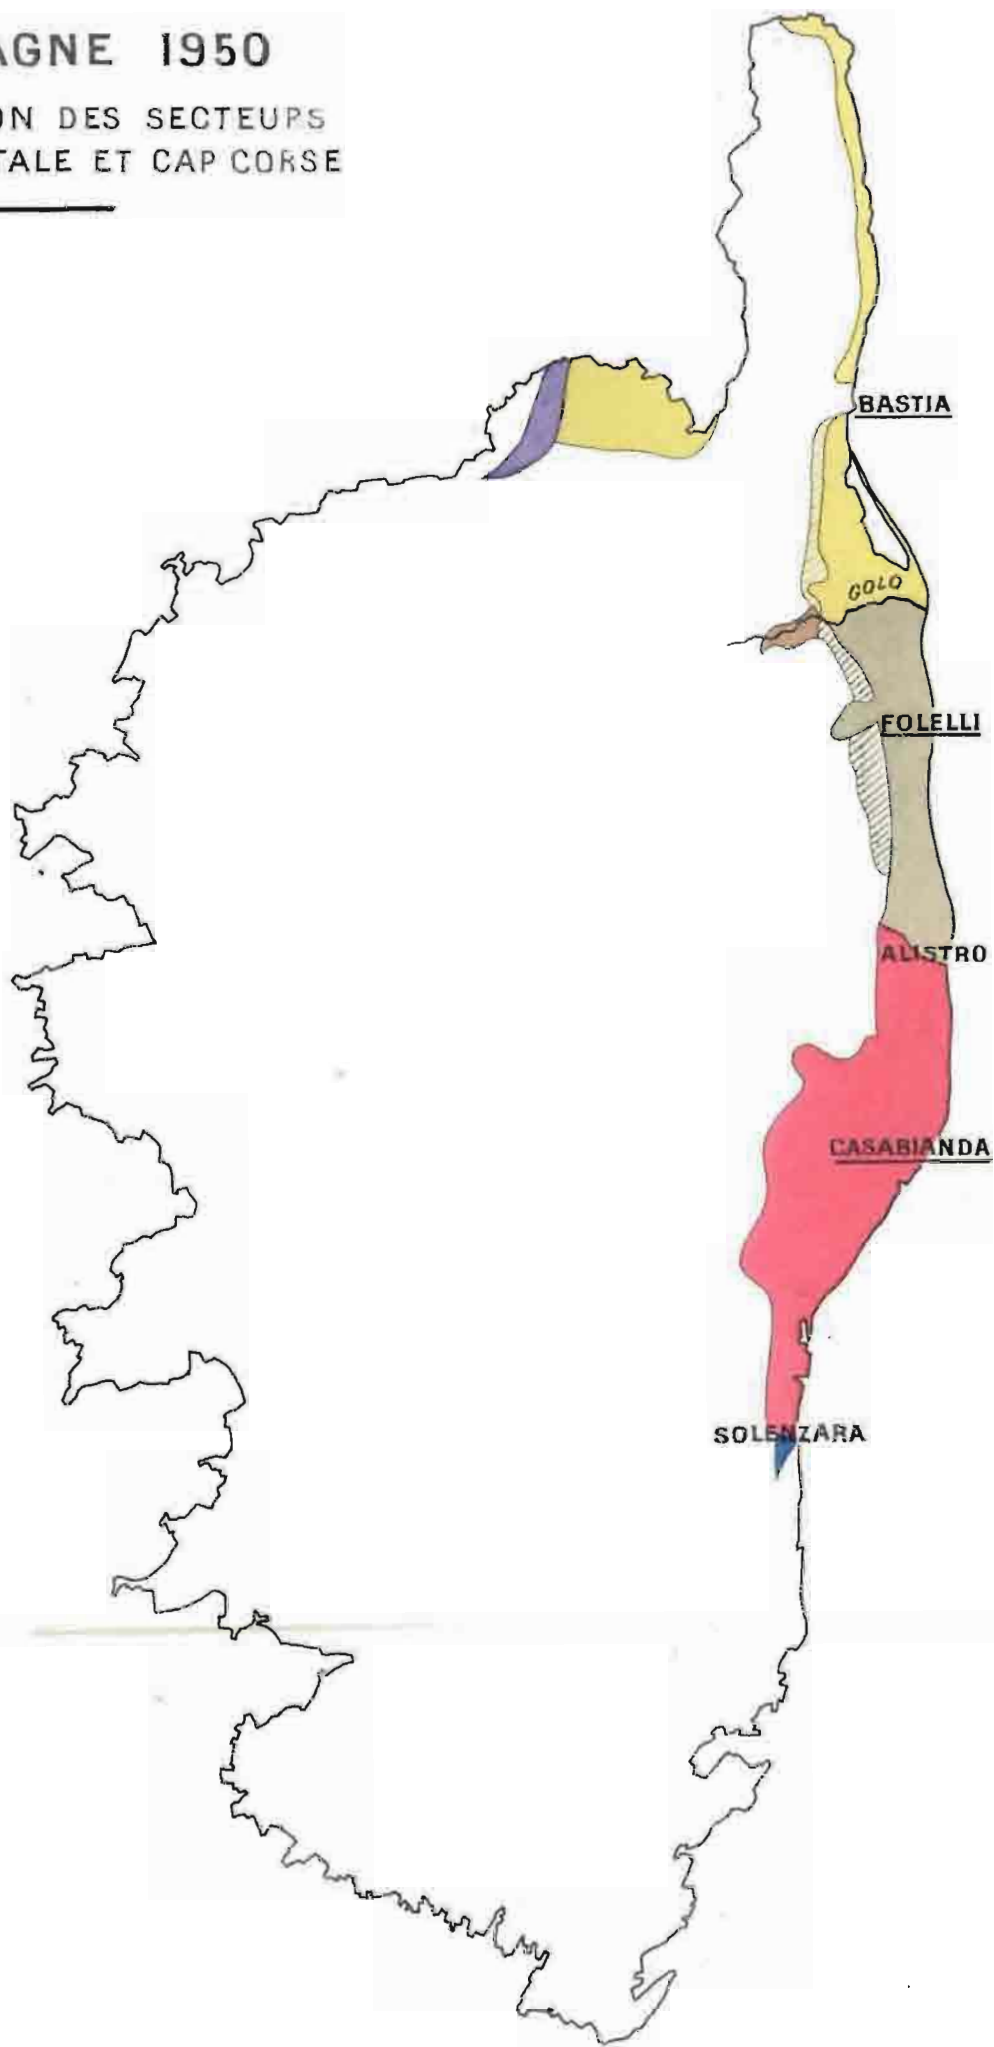 AGNE 1950
ON DES SECTEURS
TALE ET CAP CORSE
BASTIA
GOLO
FOLELLI
ALISTRO
CASABIANDA
SOLENZARA